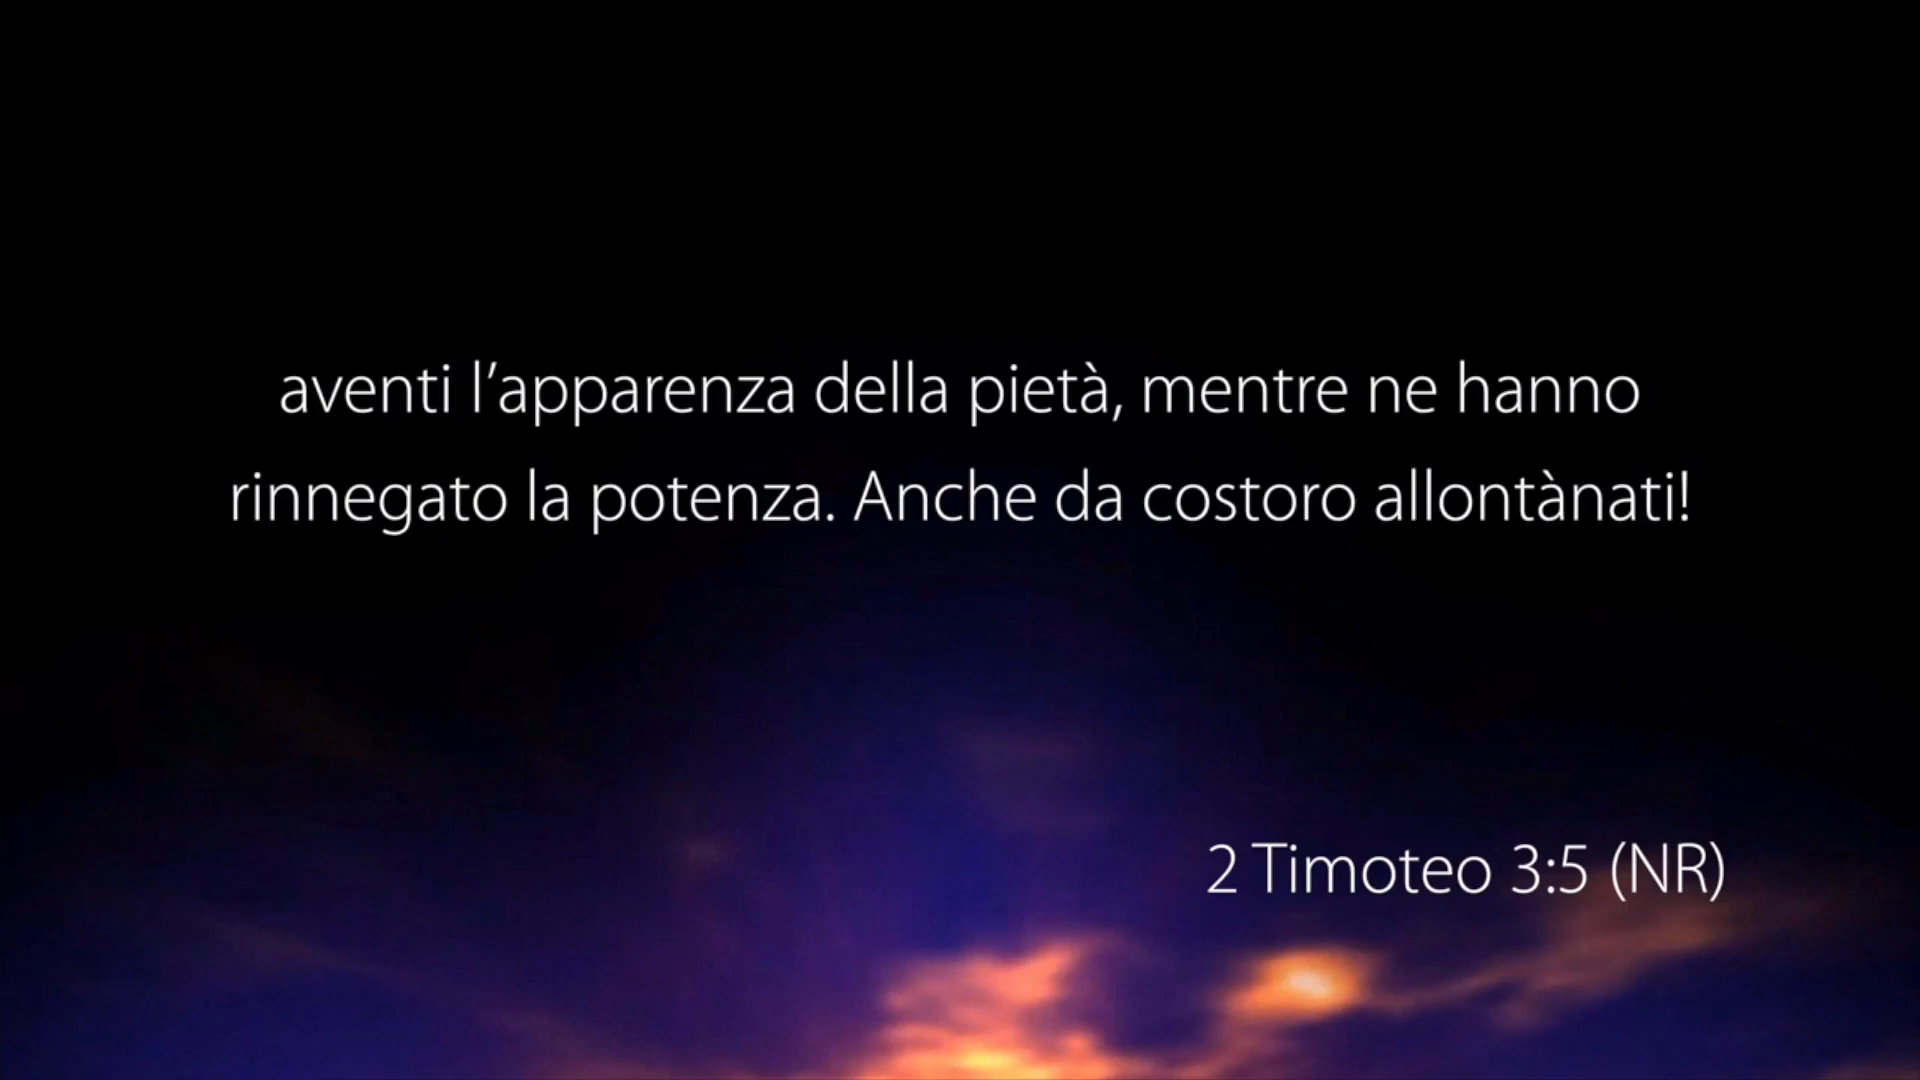 aventi l’apparenza della pietà, mentre ne hanno
rinnegato la potenza. Anche da costoro allontànati!
2 Timoteo 3:5 (NR)